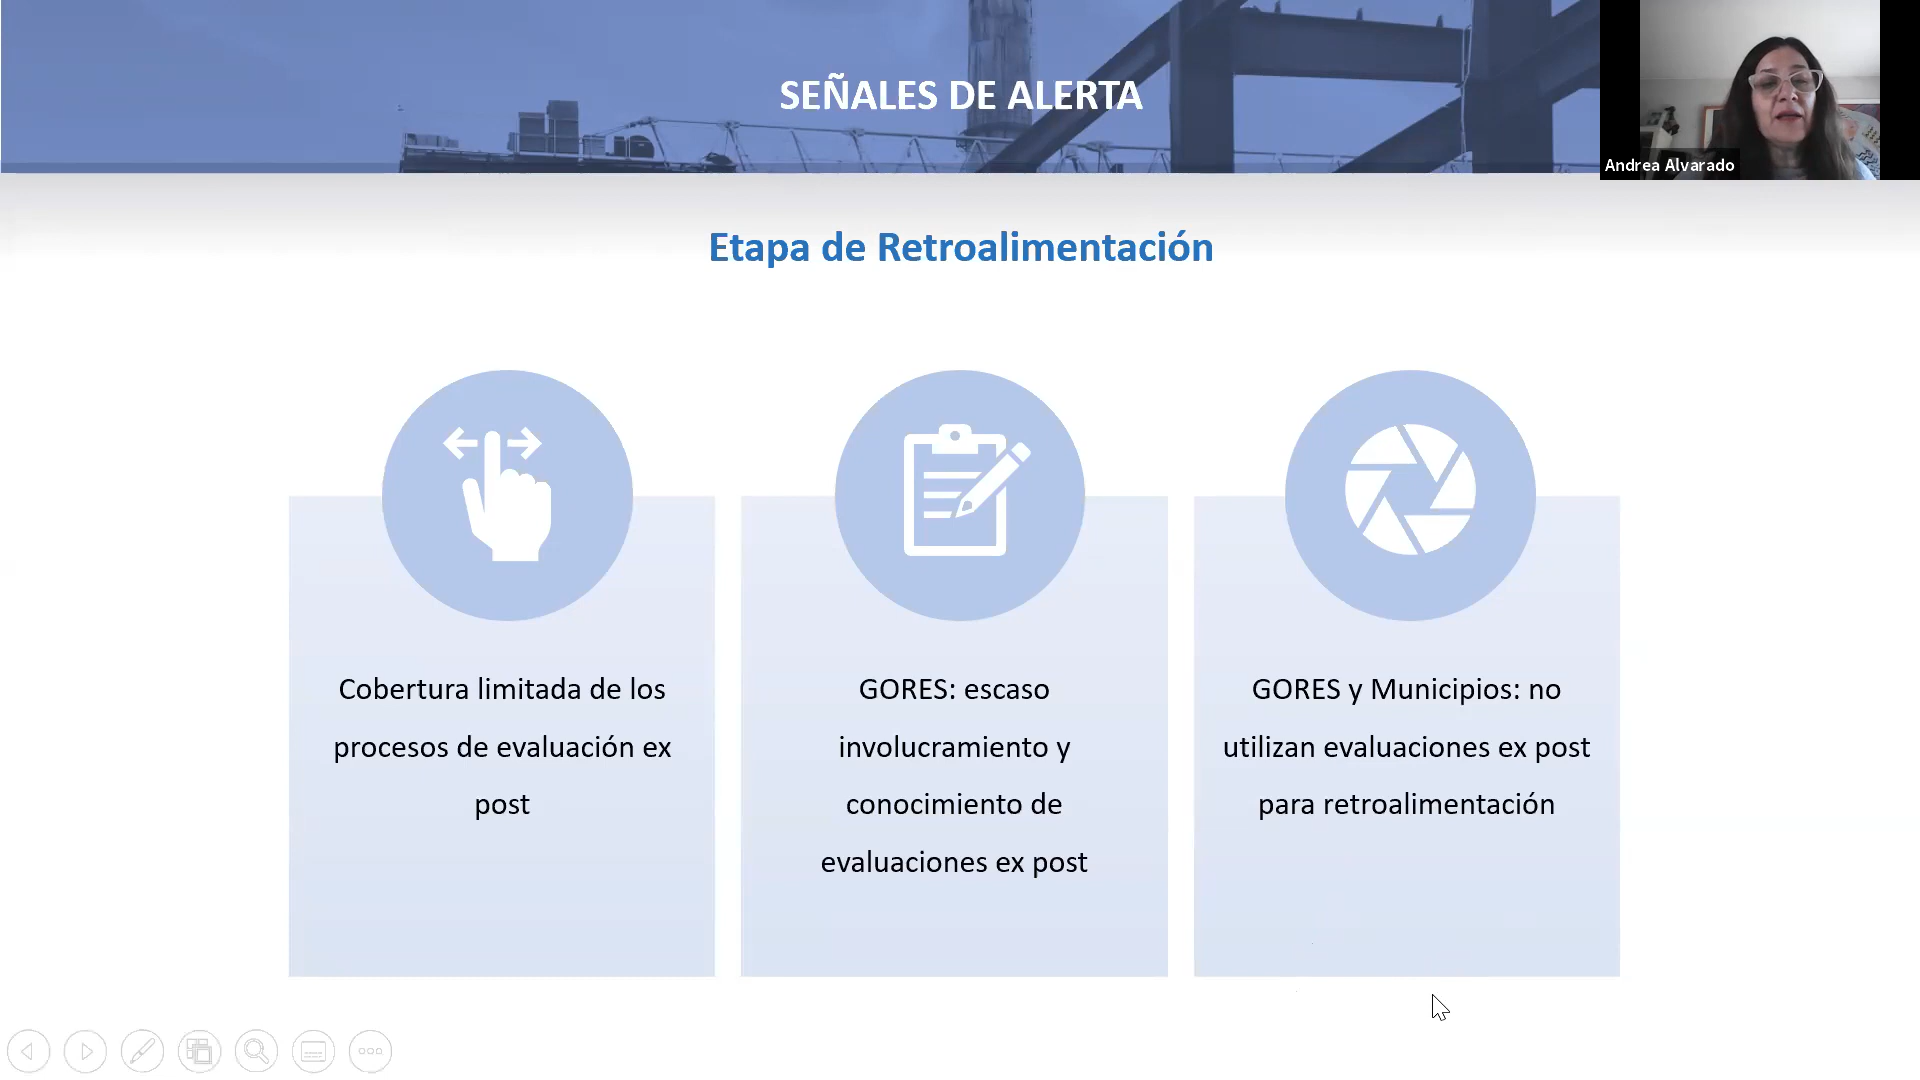 SEÑALES DE ALERTA
Andrea Alvarado
Etapa de Retroalimentación
Cobertura limitada de los
procesos de evaluación ex
post
GORES: escaso
involucramiento y
conocimiento de
evaluaciones ex post
GORES y Municipios: no
utilizan evaluaciones ex post
para retroalimentación